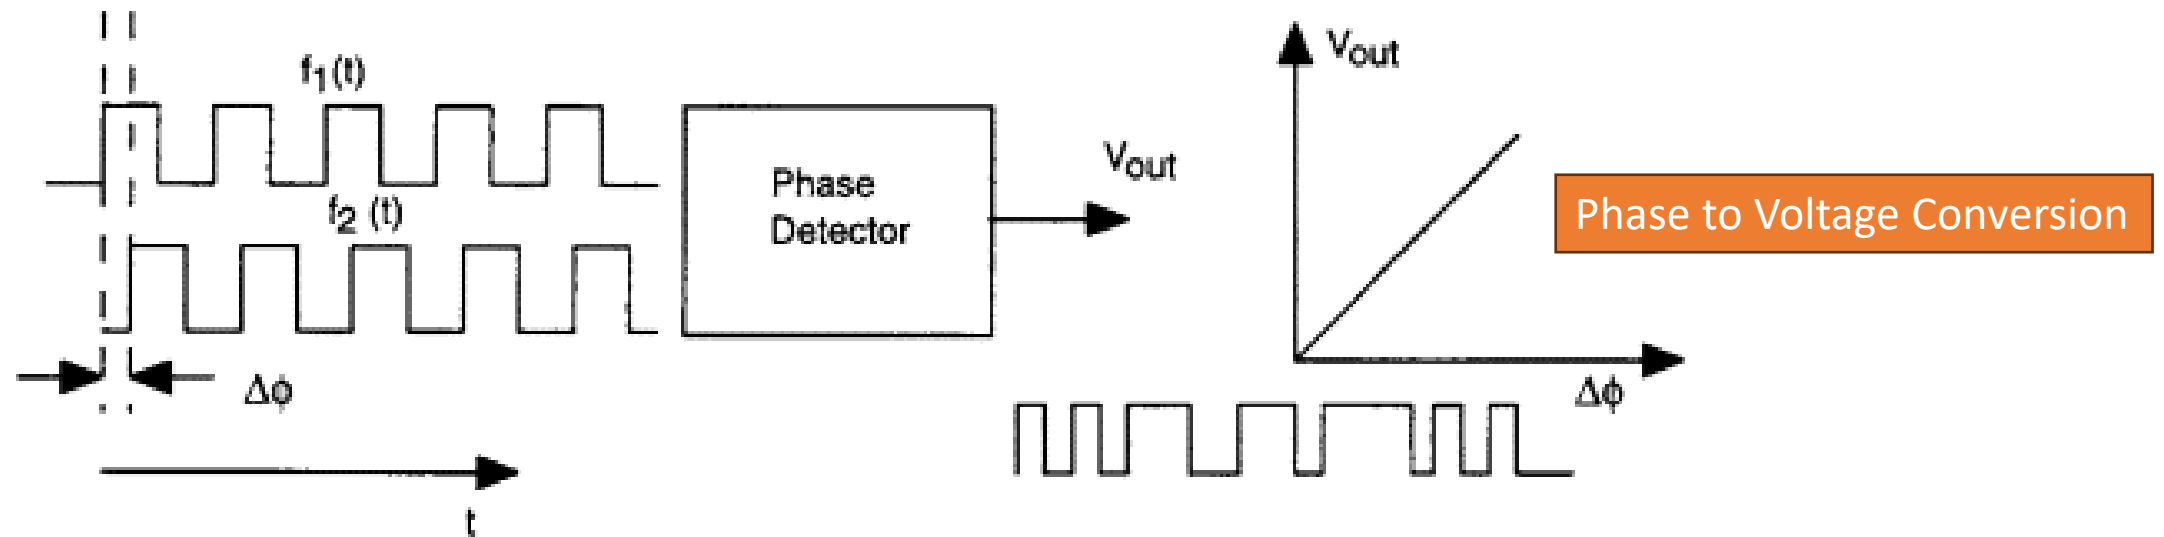 f₁(t)
f₂ (t)
Δϕ
t
Phase
Detector
Vout
Vout
Δϕ
Phase to Voltage Conversion